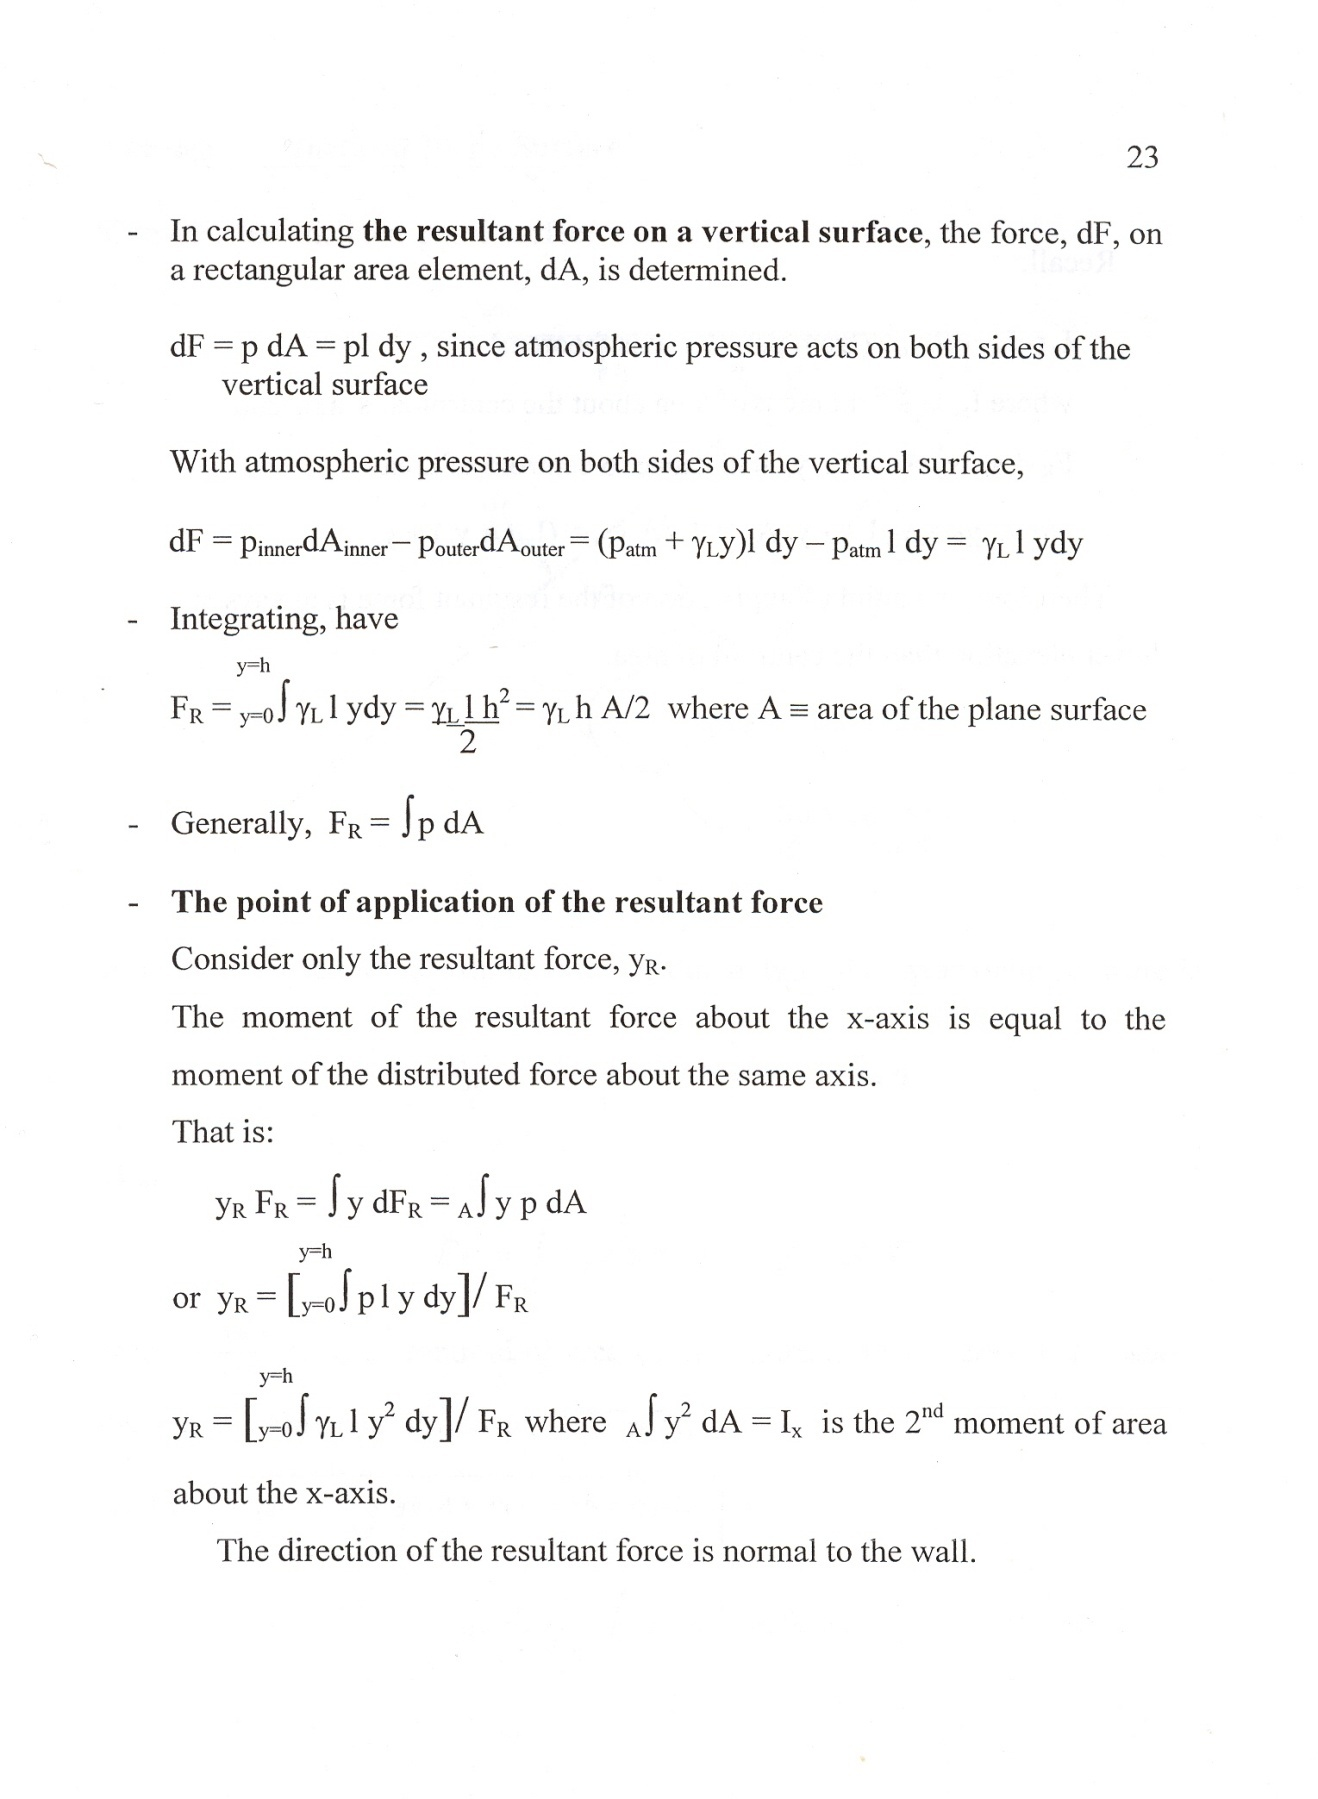 23
- In calculating the resultant force on a vertical surface, the force, dF, on
a rectangular area element, dA, is determined.
dF = p dA = pl dy , since atmospheric pressure acts on both sides of the
vertical surface
With atmospheric pressure on both sides of the vertical surface,
dF = pinnerdAinner – pouterdAouter = (patm + γLy)l dy – patm l dy = γL l ydy
- Integrating, have
y=h
FR = y=0∫ γL l ydy = γL l h² = γL h A/2 where A ≡ area of the plane surface
2
- Generally, FR = ∫p dA
- The point of application of the resultant force
Consider only the resultant force, yR.
The moment of the resultant force about the x-axis is equal to the
moment of the distributed force about the same axis.
That is:
yR FR = ∫ y dFR = A∫ y p dA
y=h
or yR = [y=0∫ p l y dy]/ FR
y=h
yR = [y=0∫ γL l y² dy]/ FR where A∫ y² dA = Ix is the 2nd moment of area
about the x-axis.
The direction of the resultant force is normal to the wall.